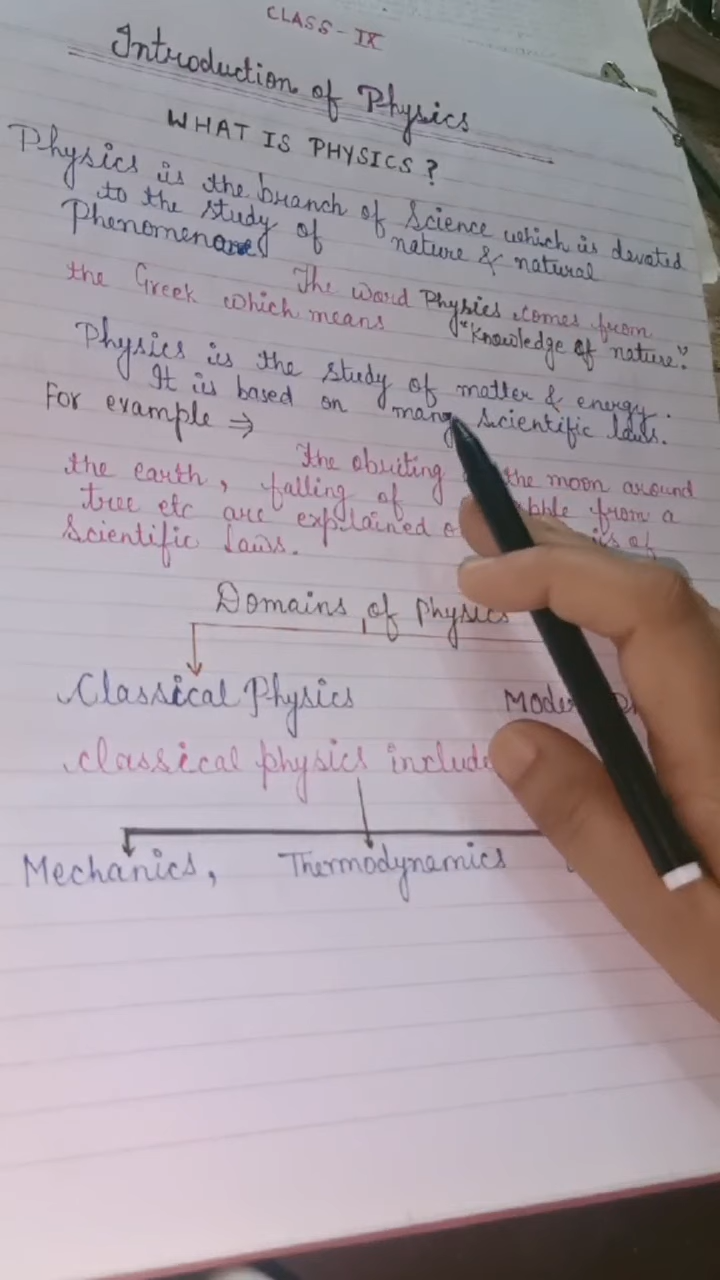 CLASS - IX
Introduction of Physics
WHAT IS PHYSICS?
Physics is the branch of Science which is devoted
to the study of nature & natural
Phenomena
The word Physics comes from
the Greek which means "Knowledge of nature".
Physics is the study of matter & energy.
It is based on many scientific laws.
For example ⇒
the obuiting the moon around
the earth, falling of from a
tree etc are explained of
Scientific laws.
Domains of Physics
Classical Physics
classical physics include
Mechanics, Thermodynamics